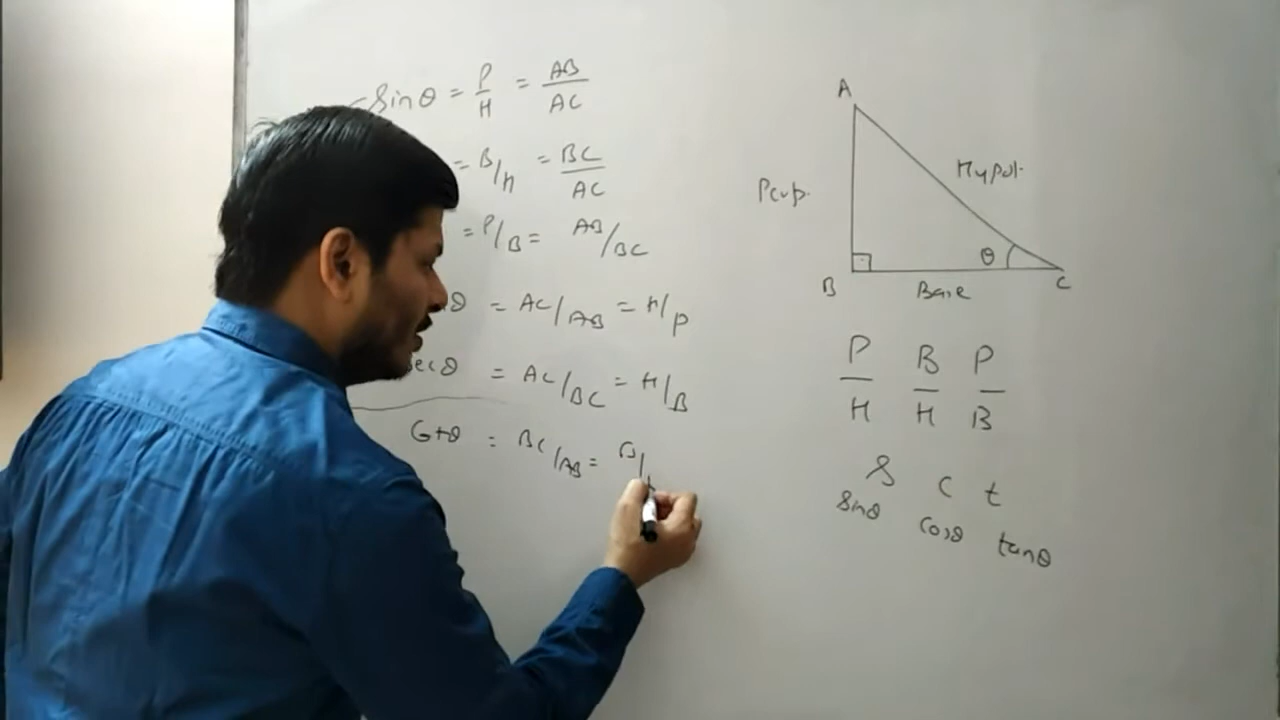 Sinθ = P/H = AB/AC
= B/h = BC/AC
= P/B = AB/BC
θ = AC/AB = H/P
ecθ = AC/BC = H/B
Cotθ = BC/AB = B/
A
Perp.
Hypot.
θ
B
Base
C
P/H B/H P/B
S C t
Sinθ Cosθ tanθ